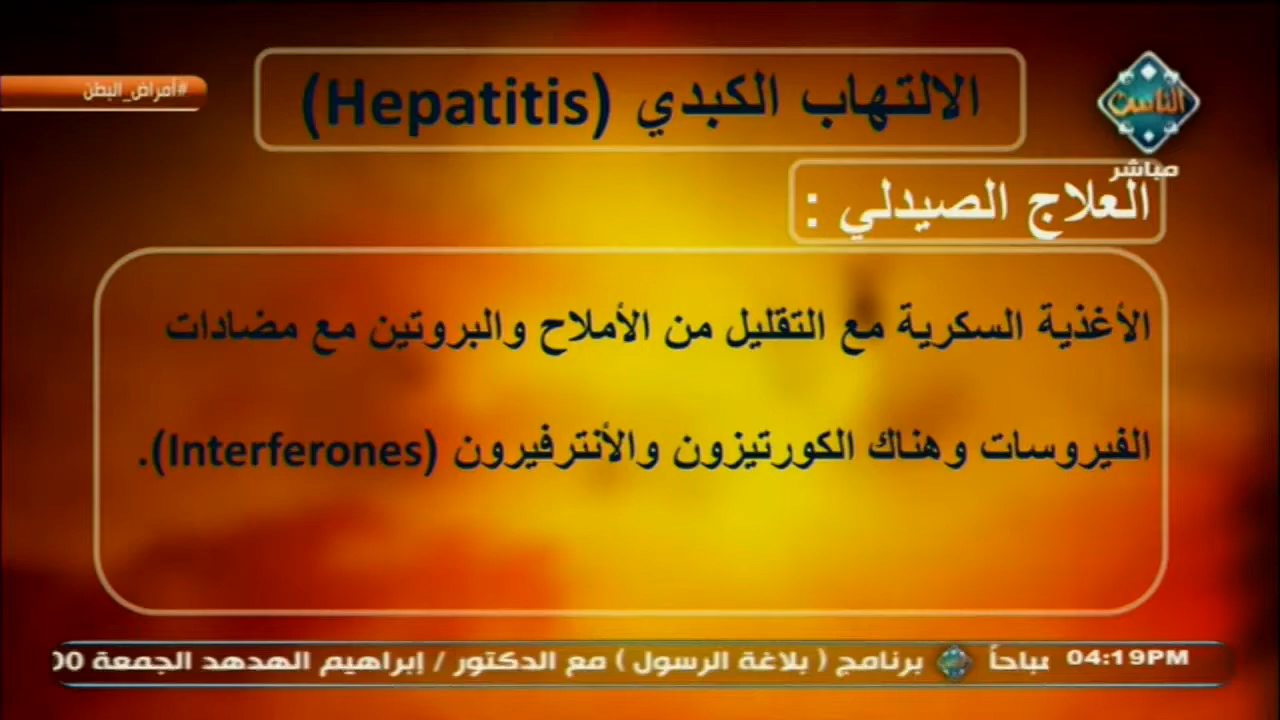 #أمراض_البطن
الالتهاب الكبدي (Hepatitis)
الناس
مباشر
العلاج الصيدلي :
الأغذية السكرية مع التقليل من الأملاح والبروتين مع مضادات
الفيروسات وهناك الكورتيزون والأنترفيرون (Interferones).
04:19PM
برنامج ( بلاغة الرسول ) مع الدكتور / إبراهيم الهدهد الجمعة 00